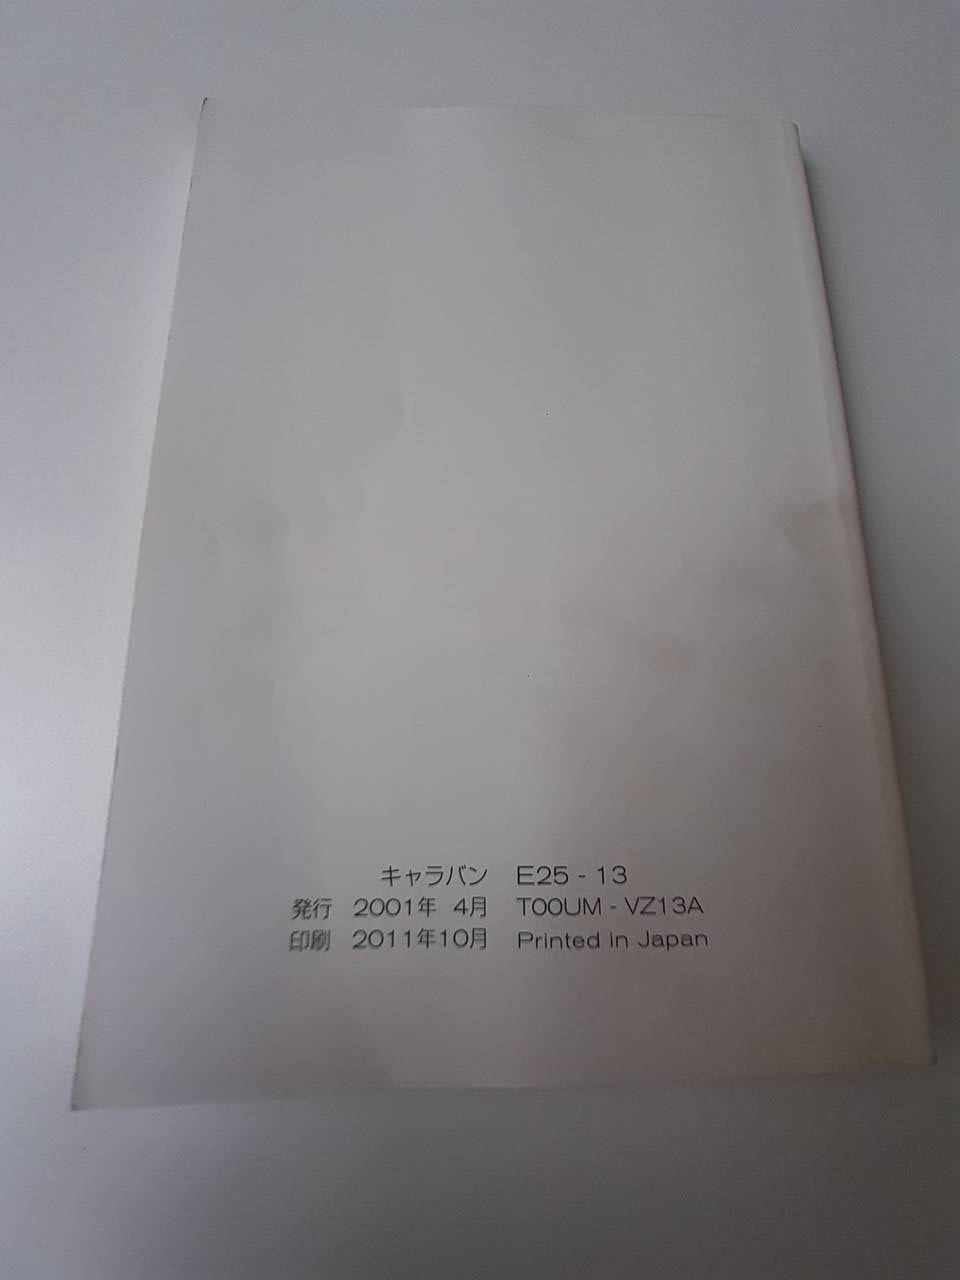 キャラバン E25 - 13
発行 2001年 4月 T00UM - VZ13A
印刷 2011年10月 Printed in Japan